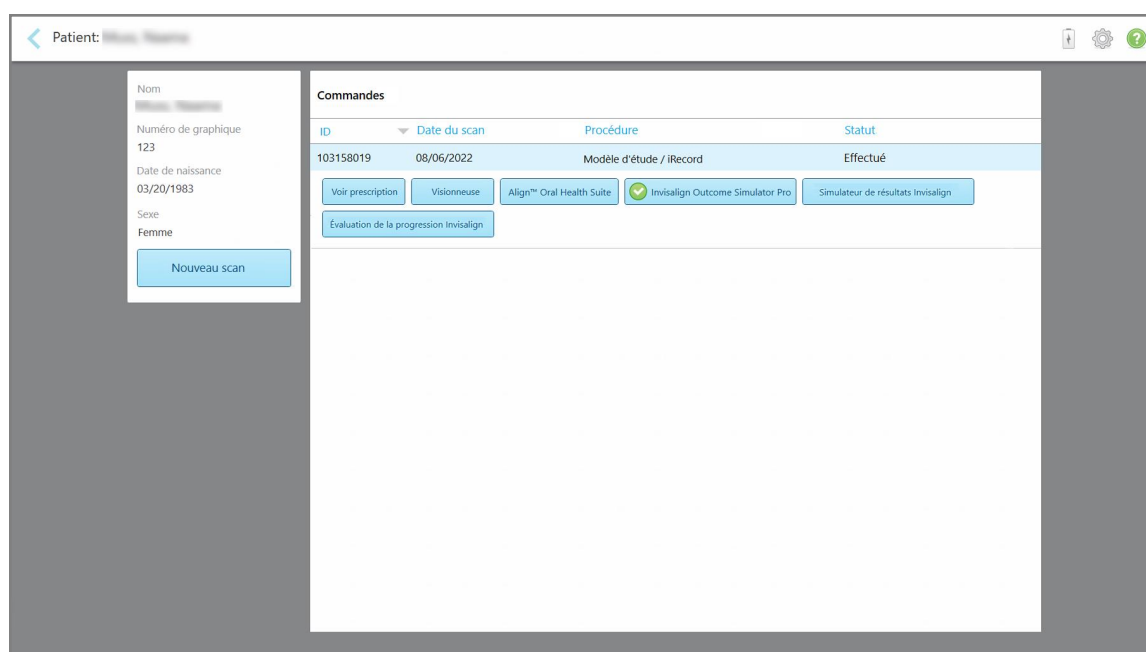 Patient:
Nom
Numéro de graphique
123
Date de naissance
03/20/1983
Sexe
Femme
Nouveau scan
Commandes
ID Date du scan Procédure Statut
103158019 08/06/2022 Modèle d'étude / iRecord Effectué
Voir prescription Visionneuse Align™ Oral Health Suite Invisalign Outcome Simulator Pro Simulateur de résultats Invisalign
Évaluation de la progression Invisalign